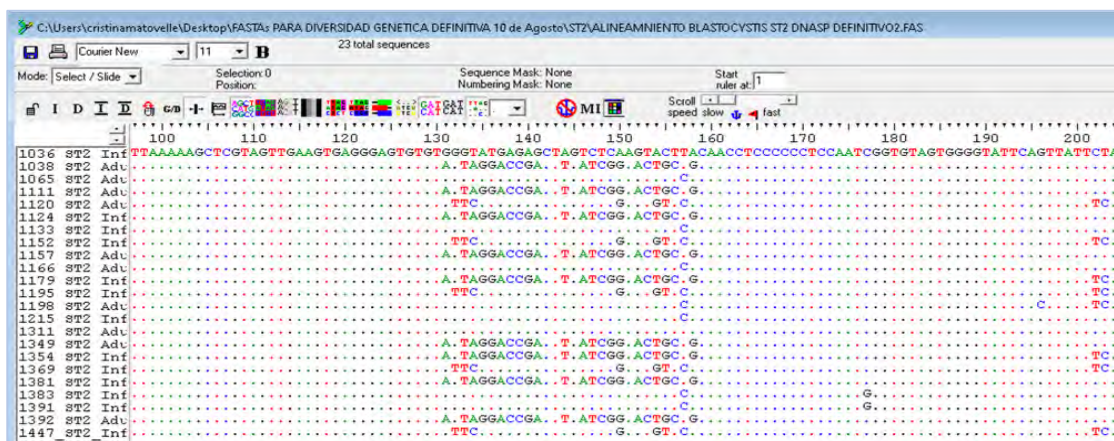 C:\Users\cristinamatovelle\Desktop\FASTAs PARA DIVERSIDAD GENETICA DEFINITIVA 10 de Agosto\ST2\ALINEAMNIENTO BLASTOCYSTIS ST2 DNASP DEFINITIVO2.FAS
Courier New 11 B 23 total sequences
Mode: Select / Slide Selection: 0 Position: Sequence Mask: None Numbering Mask: None Start ruler at: 1
I D I D G/D MI Scroll speed slow fast
100 110 120 130 140 150 160 170 180 190 200
1036 ST2 Inf TTAAAAAGCTCGTAGTTGAAGTGAGGGAGTGTGTGGGTATGAGAGCTAGTCTCAAGTACTTACAACCTCCCCCCTCCAATCGGTGTAGTGGGGTATTCAGTTATTCTA
1038 ST2 Adu A.TAGGACCGA..T.ATCGG.ACTGC.G
1065 ST2 Adu C
1111 ST2 Adu A.TAGGACCGA..T.ATCGG.ACTGC.G
1120 ST2 Adu TTC G GT.C TC
1124 ST2 Inf A.TAGGACCGA..T.ATCGG.ACTGC.G
1133 ST2 Inf C
1152 ST2 Inf TTC G GT.C TC
1157 ST2 Adu A.TAGGACCGA..T.ATCGG.ACTGC.G
1166 ST2 Adu C
1179 ST2 Inf A.TAGGACCGA..T.ATCGG.ACTGC.G TC
1195 ST2 Inf TTC G GT.C TC
1198 ST2 Adu C C TC
1215 ST2 Inf C
1311 ST2 Adu
1349 ST2 Adu A.TAGGACCGA..T.ATCGG.ACTGC.G TC
1354 ST2 Inf A.TAGGACCGA..T.ATCGG.ACTGC.G TC
1369 ST2 Inf TTC G GT.C TC
1381 ST2 Inf A.TAGGACCGA..T.ATCGG.ACTGC.G
1383 ST2 Inf C G
1391 ST2 Inf C G
1392 ST2 Adu A.TAGGACCGA..T.ATCGG.ACTGC.G
1447_ST2_Inf TTC G GT.C TC